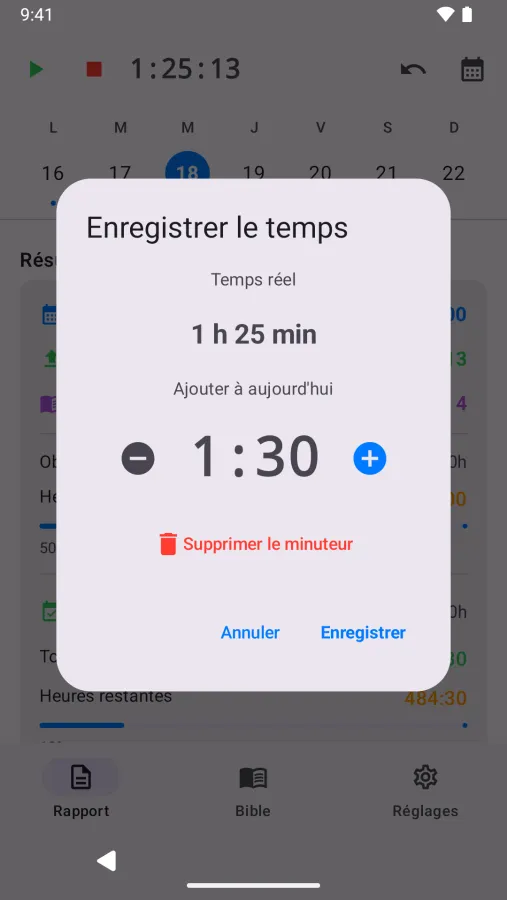 9:41
1:25:13
L M M J V S D
16 17 18 19 20 21 22
Enregistrer le temps
Temps réel
1 h 25 min
Ajouter à aujourd'hui
1:30
Supprimer le minuteur
Annuler Enregistrer
50
Heures restantes 484:30
Rapport Bible Réglages